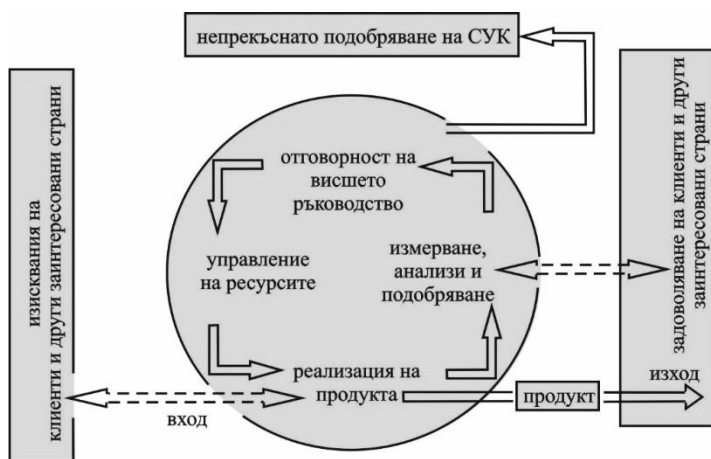 непрекъснато подобряване на СУК
изисквания на
клиенти и други заинтересовани страни
отговорност на
висшето
ръководство
управление
на ресурсите
измерване,
анализи и
подобряване
реализация на
продукта
вход
продукт
изход
задоволяване на клиенти и други
заинтересовани страни